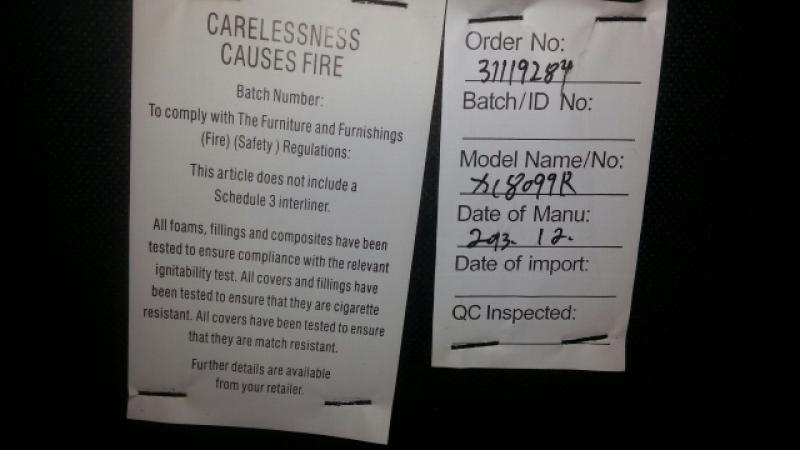 CARELESSNESS
CAUSES FIRE
Batch Number:
To comply with The Furniture and Furnishings
(Fire) (Safety ) Regulations:
This article does not include a
Schedule 3 interliner.
All foams, fillings and composites have been
tested to ensure compliance with the relevant
ignitability test. All covers and fillings have
been tested to ensure that they are cigarette
resistant. All covers have been tested to ensure
that they are match resistant.
Further details are available
from your retailer.
Order No:
31119284
Batch/ID No:
Model Name/No:
Date of Manu:
2013. 12.
Date of import:
QC Inspected: